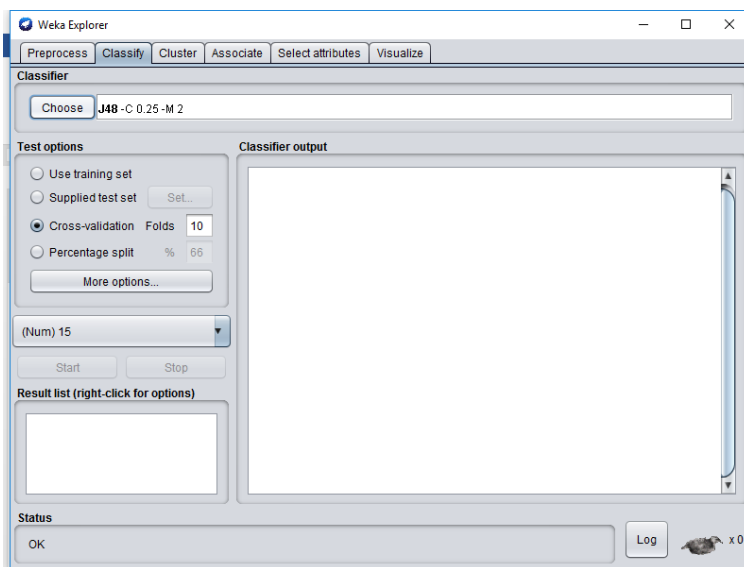 Weka Explorer
Preprocess Classify Cluster Associate Select attributes Visualize
Classifier
Choose J48 -C 0.25 -M 2
Test options
Use training set
Supplied test set Set...
Cross-validation Folds 10
Percentage split % 66
More options...
(Num) 15
Start Stop
Result list (right-click for options)
Classifier output
Status
OK
Log x 0